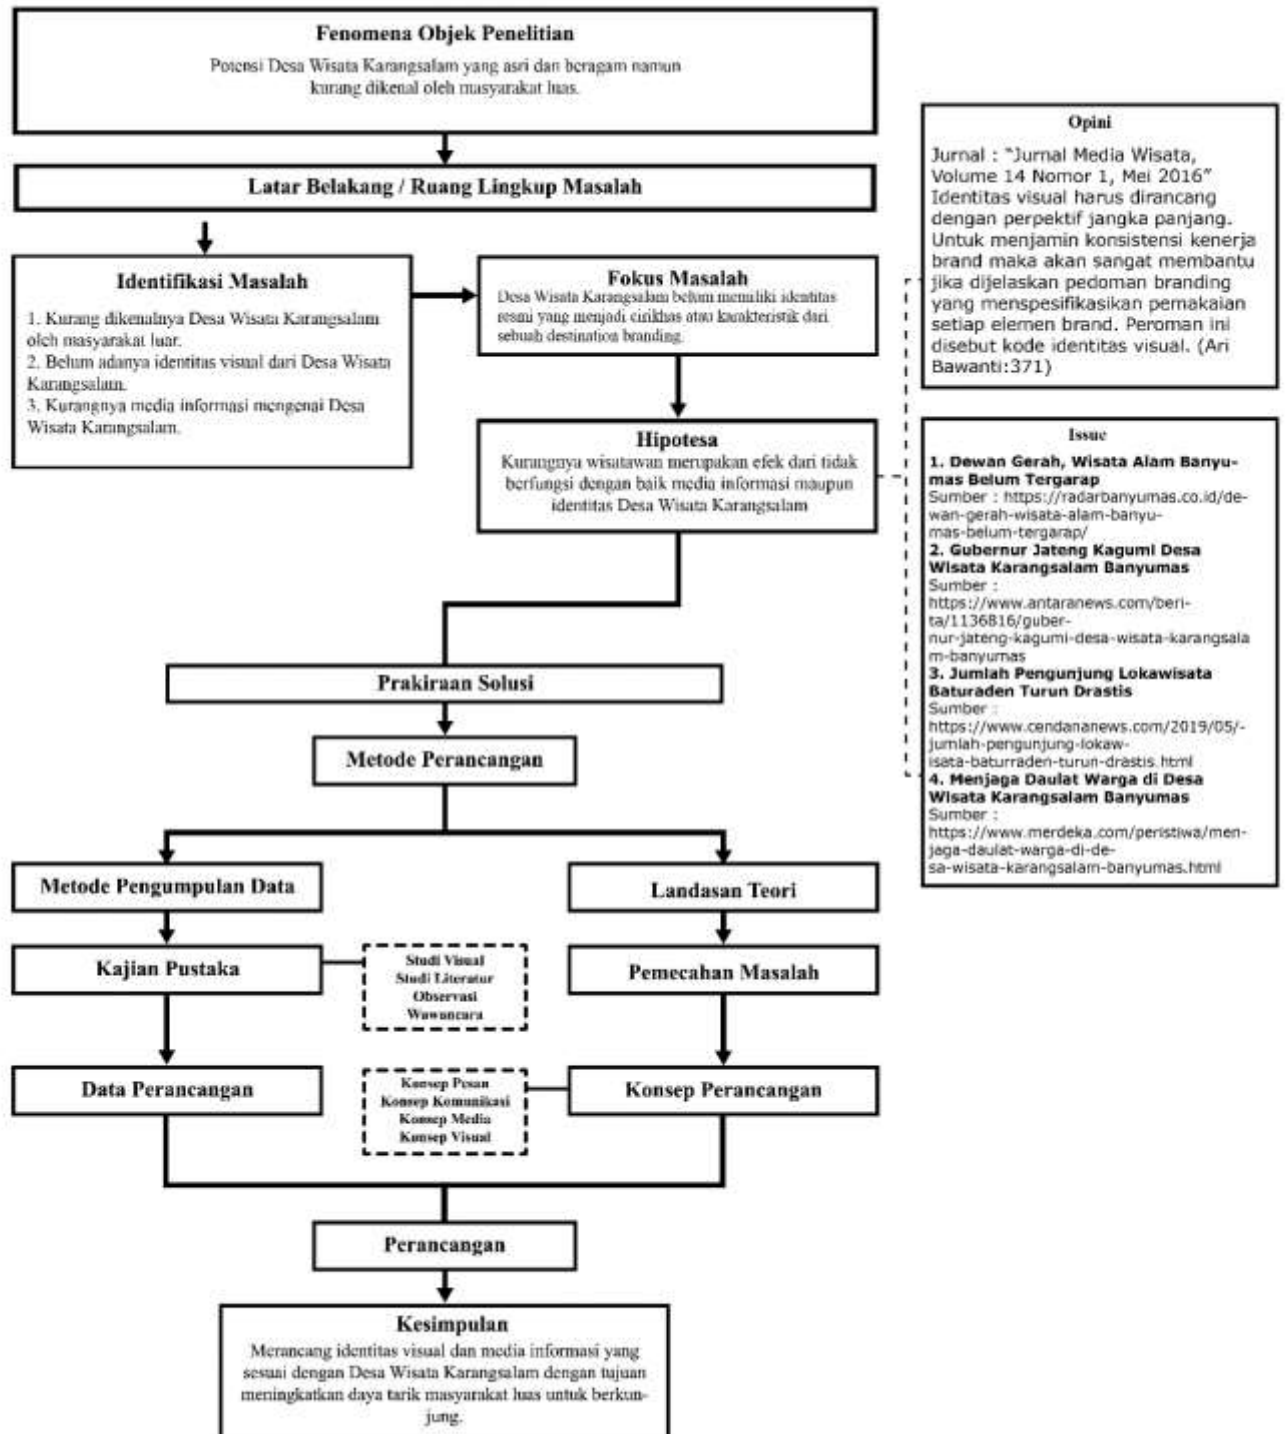 Fenomena Objek Penelitian
Potensi Desa Wisata Karangsalam yang asri dan beragam namun
kurang dikenal oleh masyarakat luas.
Latar Belakang / Ruang Lingkup Masalah
Identifikasi Masalah
1. Kurang dikenalnya Desa Wisata Karangsalam
oleh masyarakat luar.
2. Belum adanya identitas visual dari Desa Wisata
Karangsalam.
3. Kurangnya media informasi mengenai Desa
Wisata Karangsalam.
Fokus Masalah
Desa Wisata Karangsalam belum memiliki identitas
resmi yang menjadi cirikhas atau karakteristik dari
sebuah destination branding.
Hipotesa
Kurangnya wisatawan merupakan efek dari tidak
berfungsi dengan baik media informasi maupun
identitas Desa Wisata Karangsalam
Opini
Jurnal : "Jurnal Media Wisata,
Volume 14 Nomor 1, Mei 2016"
Identitas visual harus dirancang
dengan perpektif jangka panjang.
Untuk menjamin konsistensi kenerja
brand maka akan sangat membantu
jika dijelaskan pedoman branding
yang menspesifikasikan pemakaian
setiap elemen brand. Peroman ini
disebut kode identitas visual. (Ari
Bawanti:371)
Issue
1. Dewan Gerah, Wisata Alam Banyu-
mas Belum Tergarap
Sumber : https://radarbanyumas.co.id/de-
wan-gerah-wisata-alam-banyu-
mas-belum-tergarap/
2. Gubernur Jateng Kagumi Desa
Wisata Karangsalam Banyumas
Sumber :
https://www.antaranews.com/beri-
ta/1136816/guber-
nur-jateng-kagumi-desa-wisata-karangsala
m-banyumas
3. Jumlah Pengunjung Lokawisata
Baturaden Turun Drastis
Sumber :
https://www.cendananews.com/2019/05/-
jumlah-pengunjung-lokaw-
isata-baturraden-turun-drastis.html
4. Menjaga Daulat Warga di Desa
Wisata Karangsalam Banyumas
Sumber :
https://www.merdeka.com/peristiwa/men-
jaga-daulat-warga-di-de-
sa-wisata-karangsalam-banyumas.html
Prakiraan Solusi
Metode Perancangan
Metode Pengumpulan Data
Landasan Teori
Kajian Pustaka
Studi Visual
Studi Literatur
Observasi
Wawancara
Pemecahan Masalah
Data Perancangan
Konsep Pesan
Konsep Komunikasi
Konsep Media
Konsep Visual
Konsep Perancangan
Perancangan
Kesimpulan
Merancang identitas visual dan media informasi yang
sesuai dengan Desa Wisata Karangsalam dengan tujuan
meningkatkan daya tarik masyarakat luas untuk berkun-
jung.